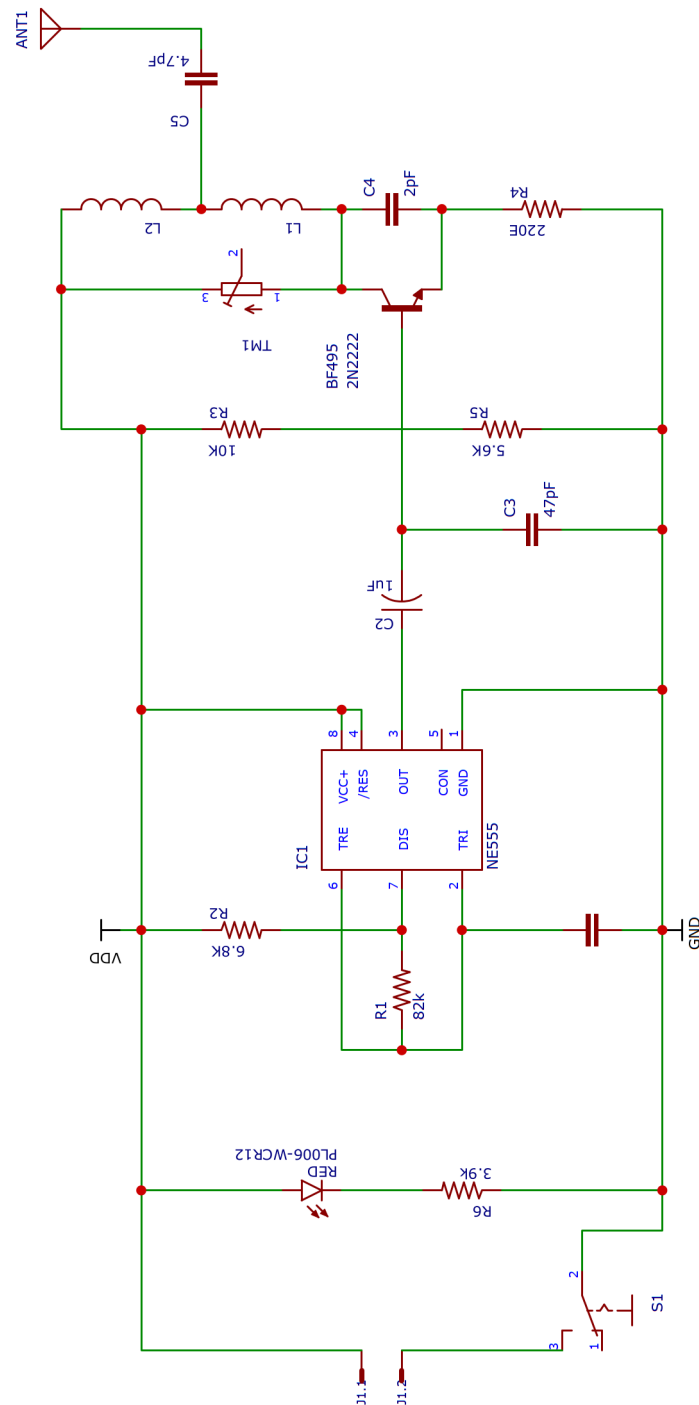 ANT1
4.7pF
C5
C4
2pF
R4
220E
L2
L1
2
3
1
TM1
BF495
2N2222
R3
10K
R5
5.6K
C3
47pF
1uF
C2
8
4
3
5
1
VCC+
/RES
OUT
CON
GND
IC1
TRE
DIS
TRI
NE555
6
7
2
R2
6.8K
VDD
GND
R1
82k
PL006-WCR12
RED
3.9k
R6
2
S1
3
1
J1.1
J1.2